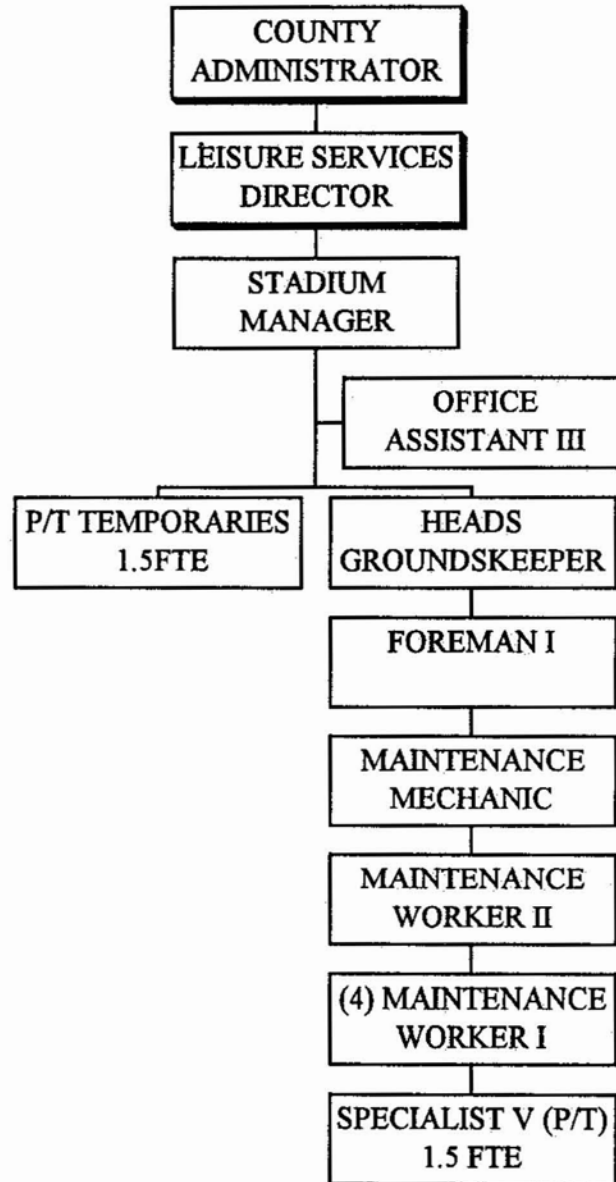 COUNTY
ADMINISTRATOR
LEISURE SERVICES
DIRECTOR
STADIUM
MANAGER
OFFICE
ASSISTANT III
P/T TEMPORARIES
1.5FTE
HEADS
GROUNDSKEEPER
FOREMAN I
MAINTENANCE
MECHANIC
MAINTENANCE
WORKER II
(4) MAINTENANCE
WORKER I
SPECIALIST V (P/T)
1.5 FTE